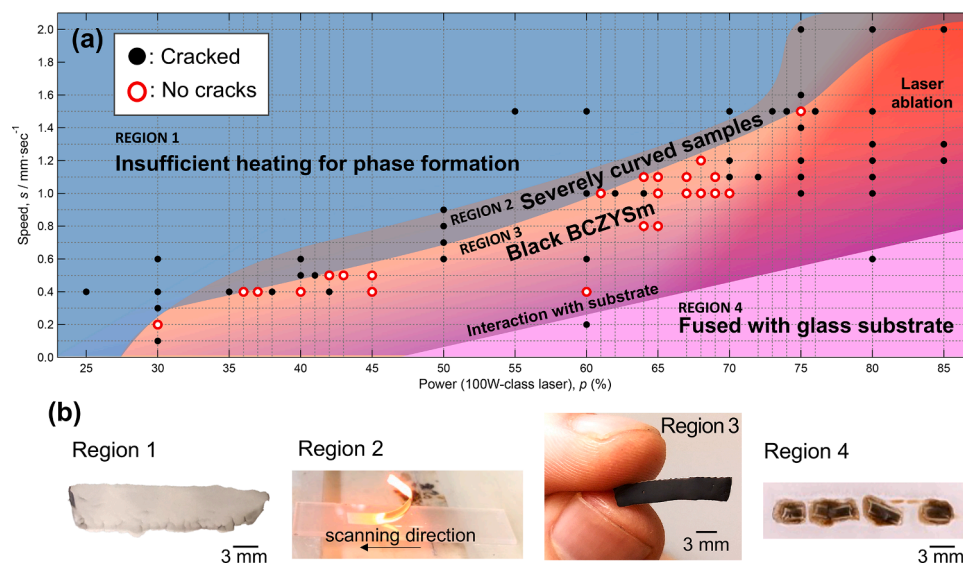 (a)
: Cracked
: No cracks
REGION 1
Insufficient heating for phase formation
REGION 2
Severely curved samples
REGION 3
Black BCZYSm
Laser
ablation
Interaction with substrate
REGION 4
Fused with glass substrate
Speed, s / mm·sec⁻¹
2.0
1.8
1.6
1.4
1.2
1.0
0.8
0.6
0.4
0.2
0.0
25 30 35 40 45 50 55 60 65 70 75 80 85
Power (100W-class laser), p (%)
(b)
Region 1
3 mm
Region 2
scanning direction
Region 3
3 mm
Region 4
3 mm